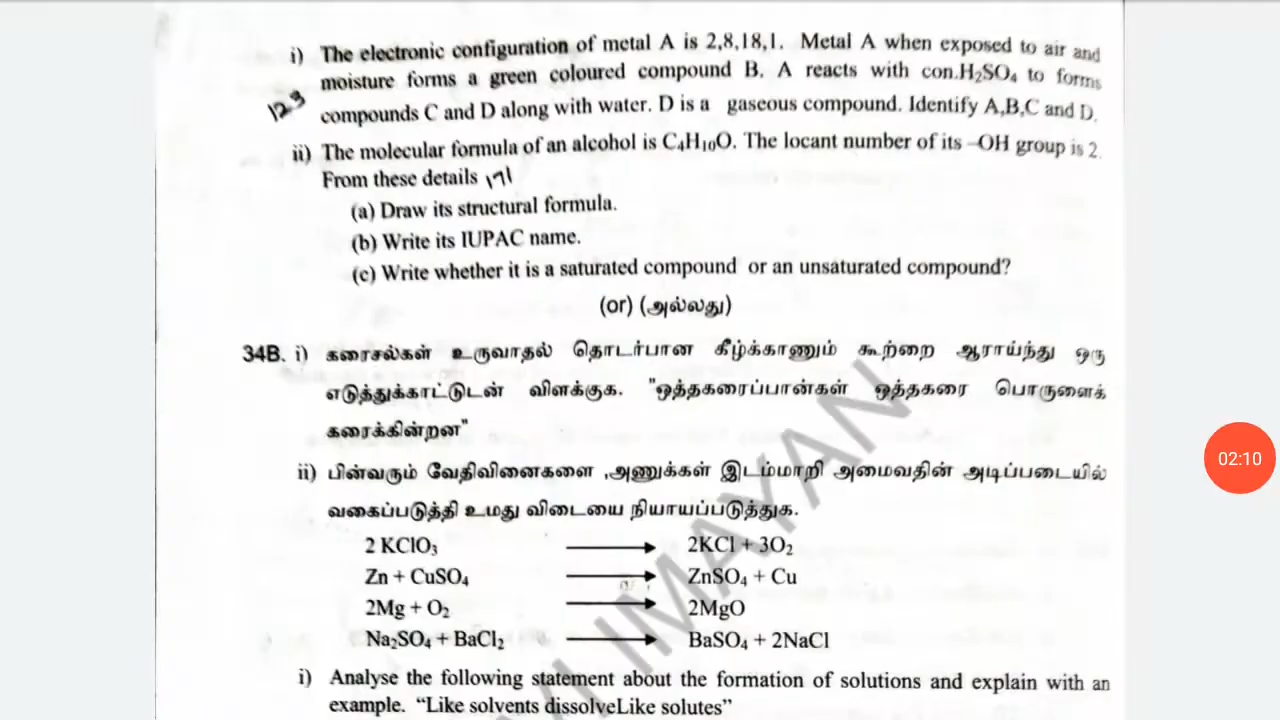 i) The electronic configuration of metal A is 2,8,18,1. Metal A when exposed to air and
moisture forms a green coloured compound B. A reacts with con.H₂SO₄ to forms
123 compounds C and D along with water. D is a gaseous compound. Identify A,B,C and D.
ii) The molecular formula of an alcohol is C₄H₁₀O. The locant number of its –OH group is 2.
From these details 171
(a) Draw its structural formula.
(b) Write its IUPAC name.
(c) Write whether it is a saturated compound or an unsaturated compound?
(or) (அல்லது)
34B. i) கரைசல்கள் உருவாதல் தொடர்பான கீழ்க்காணும் கூற்றை ஆராய்ந்து ஒரு
எடுத்துக்காட்டுடன் விளக்குக. "ஒத்தகரைப்பான்கள் ஒத்தகரை பொருளைக்
கரைக்கின்றன"
ii) பின்வரும் வேதிவினைகளை ,அணுக்கள் இடம்மாறி அமைவதின் அடிப்படையில்
வகைப்படுத்தி உமது விடையை நியாயப்படுத்துக.
2 KClO₃ → 2KCl + 3O₂
Zn + CuSO₄ → ZnSO₄ + Cu
2Mg + O₂ → 2MgO
Na₂SO₄ + BaCl₂ → BaSO₄ + 2NaCl
i) Analyse the following statement about the formation of solutions and explain with an
example. “Like solvents dissolveLike solutes”
VI IMAYAN
02:10